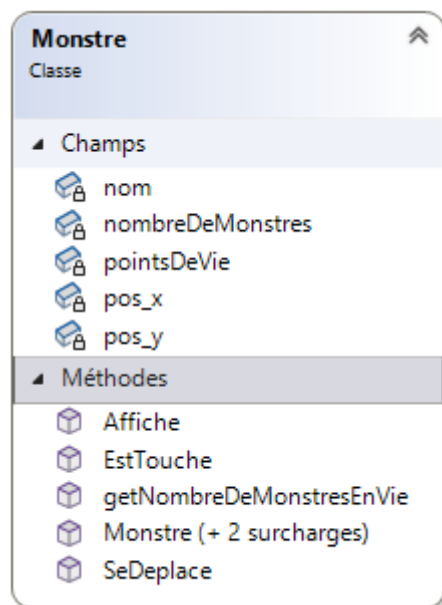 Monstre
Classe
Champs
nom
nombreDeMonstres
pointsDeVie
pos_x
pos_y
Méthodes
Affiche
EstTouche
getNombreDeMonstresEnVie
Monstre (+ 2 surcharges)
SeDeplace